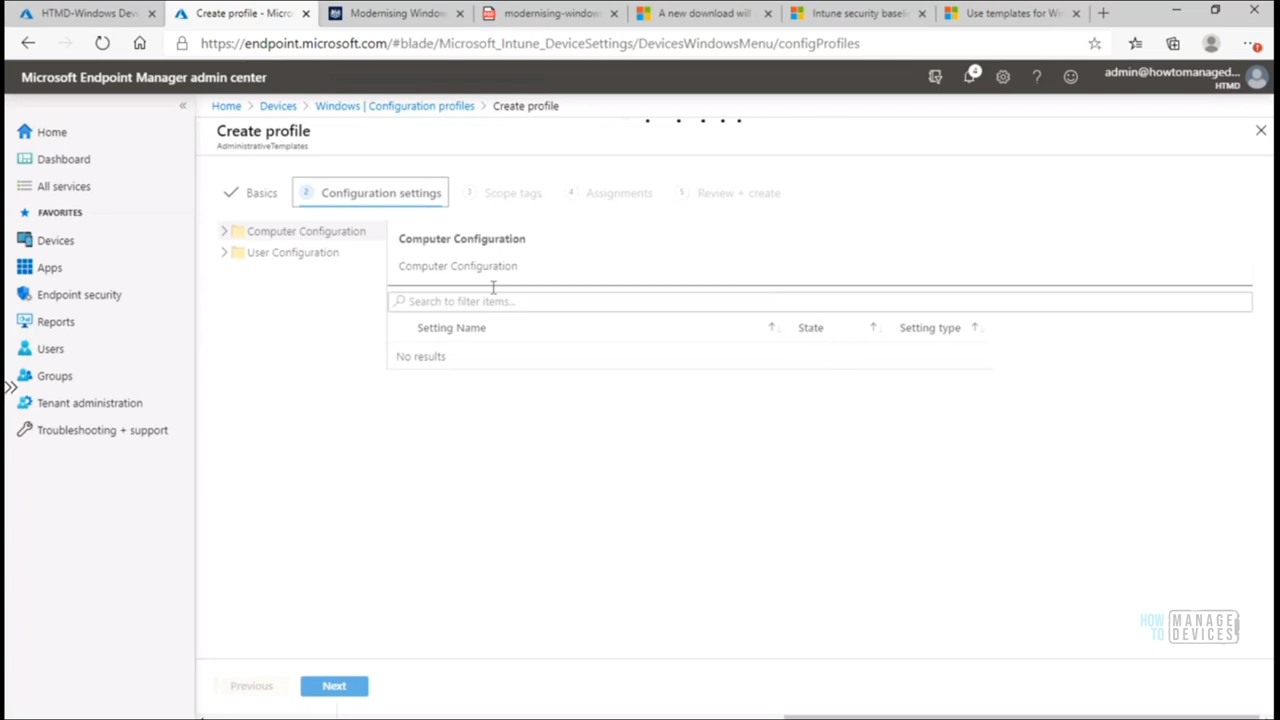 HTMD-Windows Dev
Create profile - Micro
Modernising Window
modernising-window
A new download will
Intune security baseli
Use templates for Wi
https://endpoint.microsoft.com/#blade/Microsoft_Intune_DeviceSettings/DevicesWindowsMenu/configProfiles
Microsoft Endpoint Manager admin center
4
?
admin@howtomanaged...
HTMD
«
Home > Devices > Windows | Configuration profiles > Create profile
Create profile
AdministrativeTemplates
Home
Dashboard
All services
FAVORITES
Devices
Apps
Endpoint security
Reports
Users
Groups
Tenant administration
Troubleshooting + support
Basics
2 Configuration settings
3 Scope tags
4 Assignments
5 Review + create
Computer Configuration
User Configuration
Computer Configuration
Computer Configuration
Search to filter items...
Setting Name
State
Setting type
No results
HOW TO MANAGE DEVICES
Previous
Next